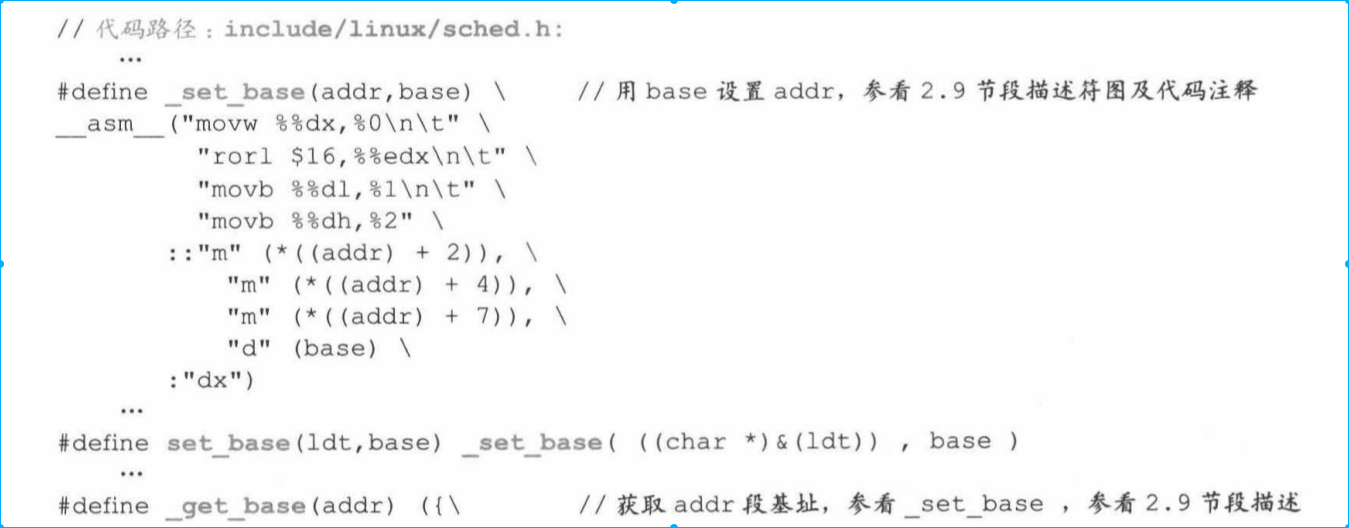 // 代码路径：include/linux/sched.h:
…
#define _set_base(addr,base) \ // 用 base 设置 addr，参看 2.9 节段描述符图及代码注释
__asm__("movw %%dx,%0\n\t" \
"rorl $16,%%edx\n\t" \
"movb %%dl,%1\n\t" \
"movb %%dh,%2" \
::"m" (*((addr) + 2)), \
"m" (*((addr) + 4)), \
"m" (*((addr) + 7)), \
"d" (base) \
:"dx")
…
#define set_base(ldt,base) _set_base( ((char *)&(ldt)) , base )
…
#define _get_base(addr) ({\ // 获取 addr 段基址，参看 _set_base ，参看 2.9 节段描述